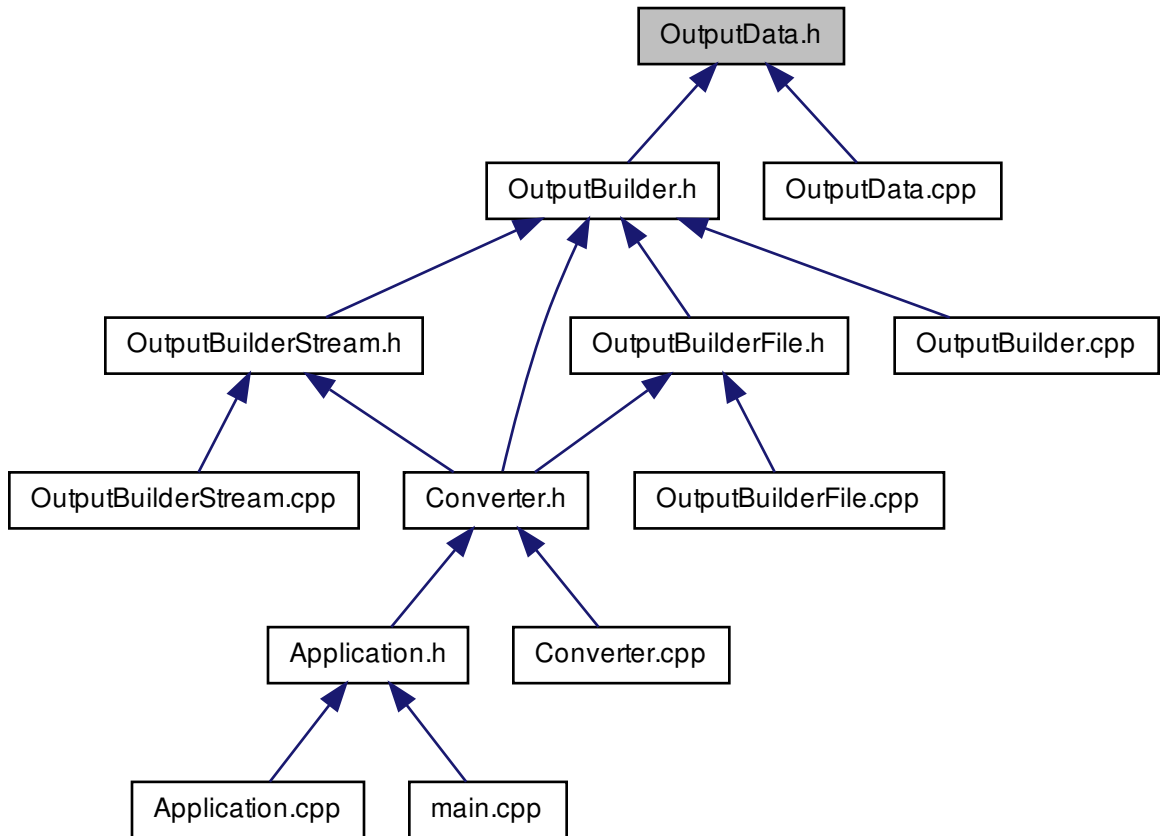 OutputData.h
OutputBuilder.h
OutputData.cpp
OutputBuilderStream.h
OutputBuilderFile.h
OutputBuilder.cpp
OutputBuilderStream.cpp
Converter.h
OutputBuilderFile.cpp
Application.h
Converter.cpp
Application.cpp
main.cpp